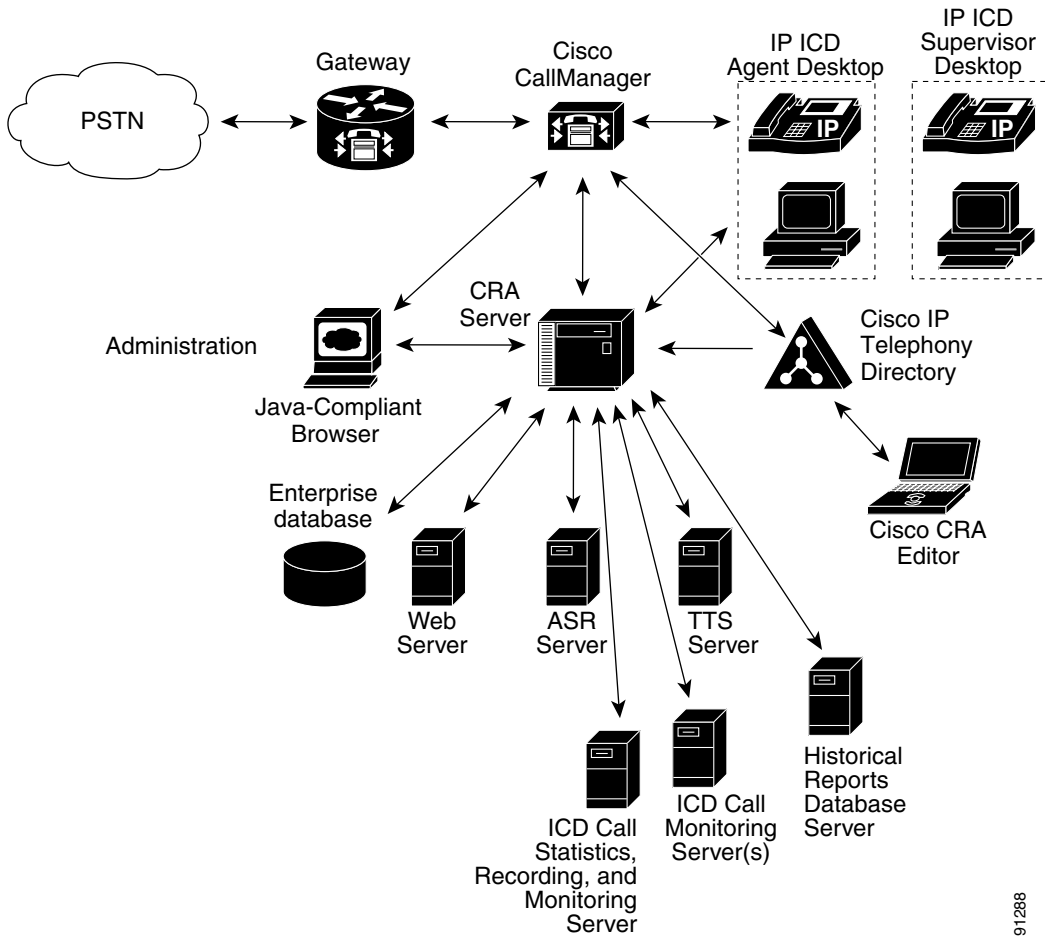 IP ICD
Supervisor
Desktop
IP ICD
Agent Desktop
Cisco
CallManager
Gateway
PSTN
IP
IP
CRA
Server
Administration
Java-Compliant
Browser
Cisco IP
Telephony
Directory
Enterprise
database
Cisco CRA
Editor
Web
Server
ASR
Server
TTS
Server
Historical
Reports
Database
Server
ICD Call
Monitoring
Server(s)
ICD Call
Statistics,
Recording, and
Monitoring
Server
91288